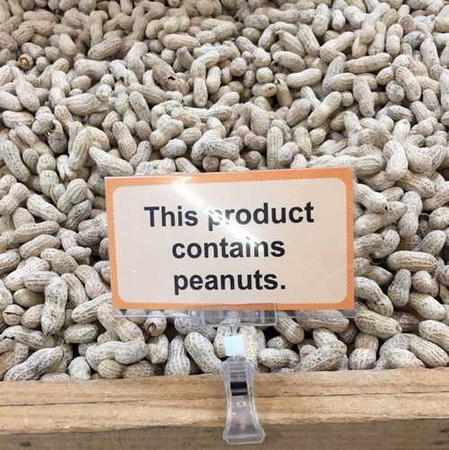 This product
contains
peanuts.